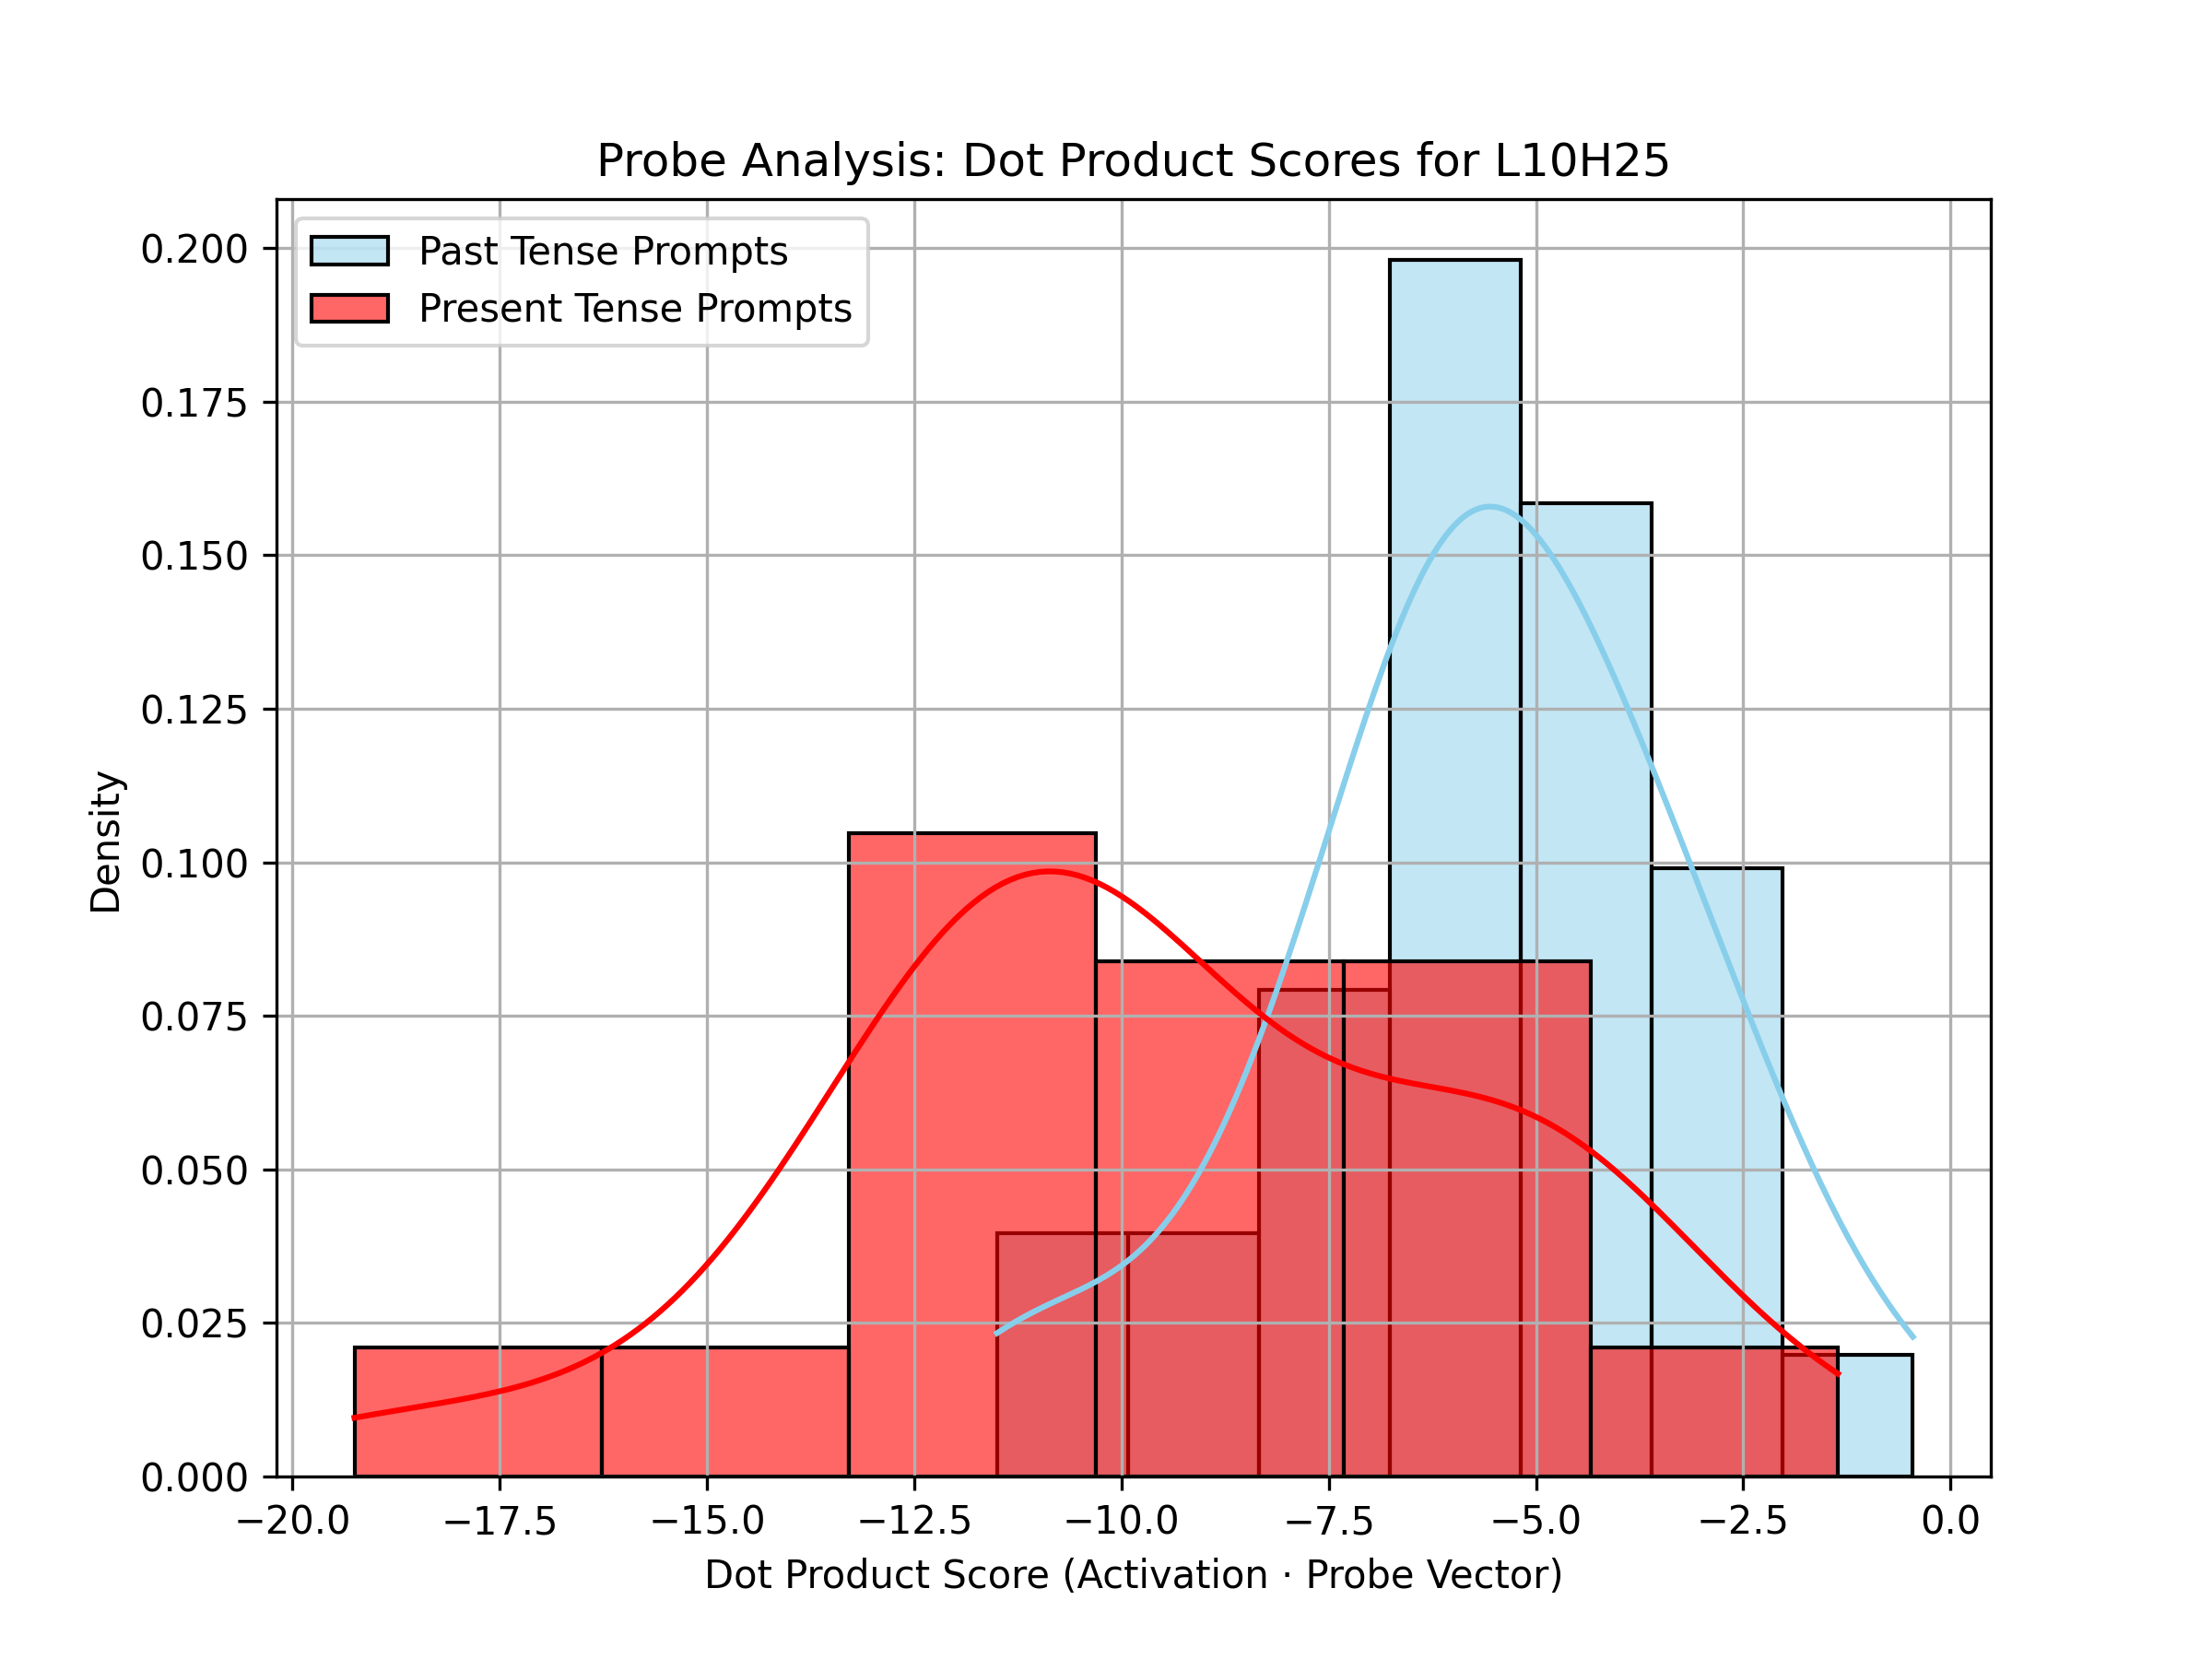 Probe Analysis: Dot Product Scores for L10H25
Past Tense Prompts
Present Tense Prompts
0.200
0.175
0.150
0.125
0.100
0.075
0.050
0.025
0.000
Density
−20.0 −17.5 −15.0 −12.5 −10.0 −7.5 −5.0 −2.5 0.0
Dot Product Score (Activation · Probe Vector)